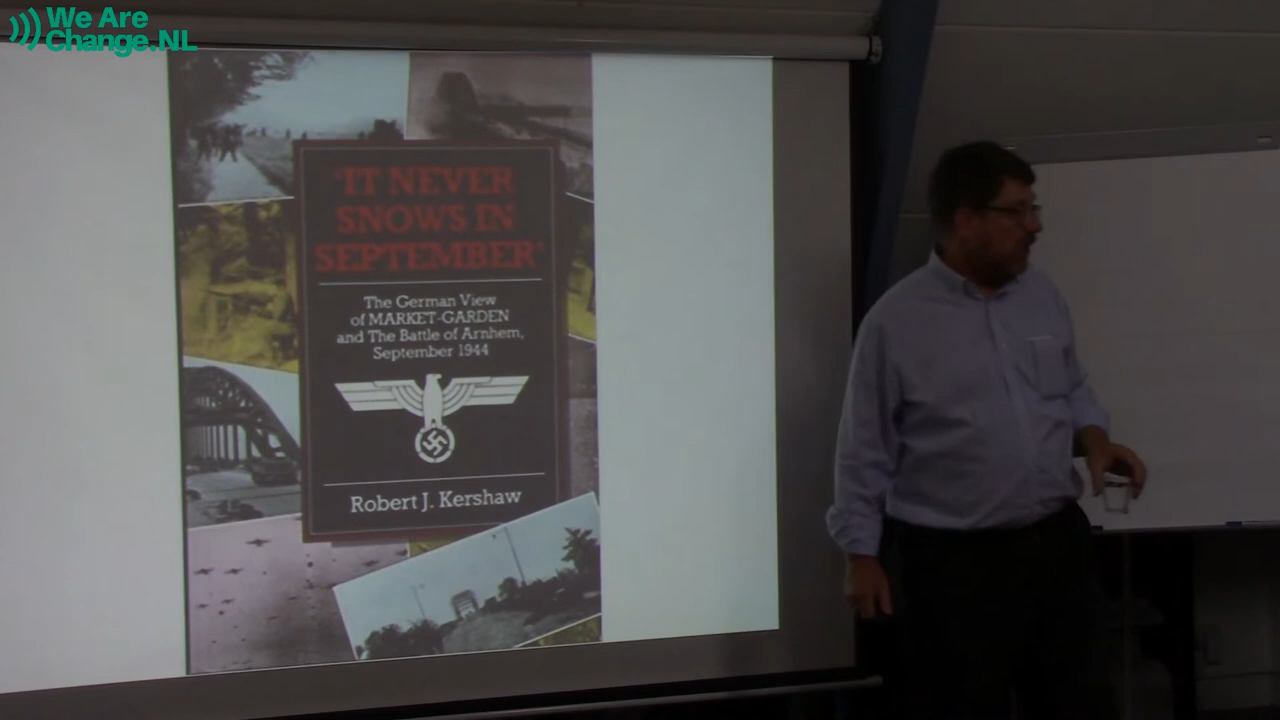 We Are
Change.NL
'IT NEVER
SNOWS IN
SEPTEMBER'
The German View
of MARKET-GARDEN
and The Battle of Arnhem,
September 1944
Robert J. Kershaw